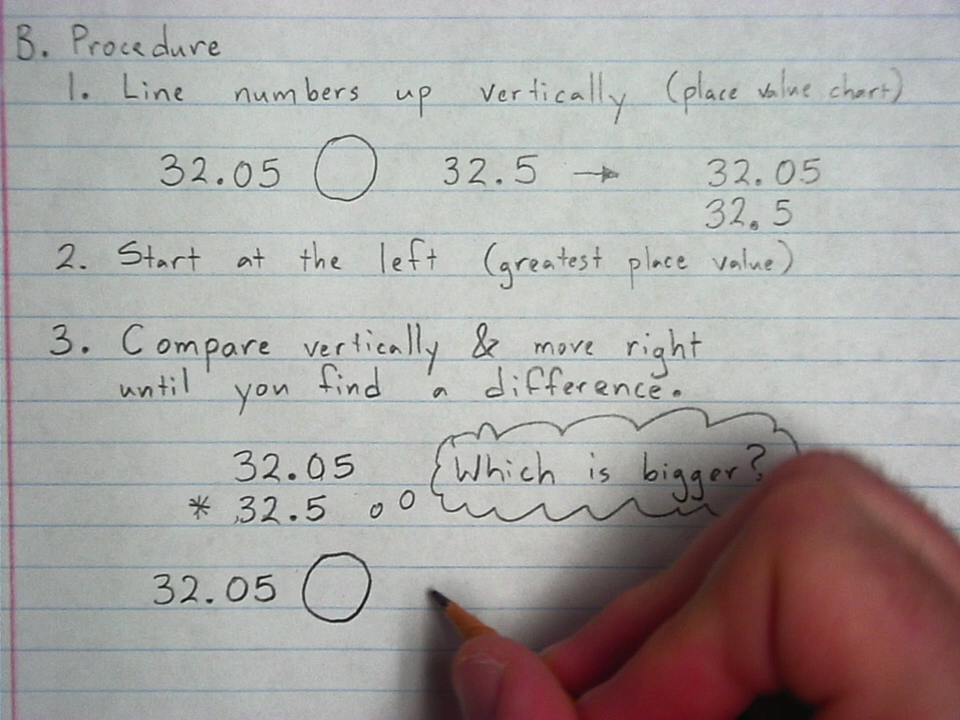 B. Procedure
1. Line numbers up vertically (place value chart)
32.05 32.5 → 32.05
32.5
2. Start at the left (greatest place value)
3. Compare vertically & move right
until you find a difference.
32.05 Which is bigger?
* 32.5
32.05